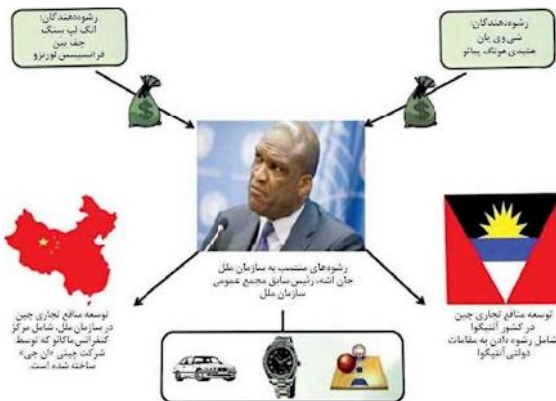 رشوه‌دهندگان:
انگ لپ سنگ
جف یین
فرانسیس لورنزو
رشوه‌دهندگان:
شی وی یان
هئیدی هونگ پیائو
رشوه‌های منتسب به سازمان ملل
جان اشه، رئیس سابق مجمع عمومی
سازمان ملل
توسعه منافع تجاری چین
در سازمان ملل، شامل مرکز
کنفرانس ماکائو که توسط
شرکت چینی «ان جی»
ساخته شده است.
توسعه منافع تجاری چین
در کشور آنتیگوا
شامل رشوه دادن به مقامات
دولتی آنتیگوا